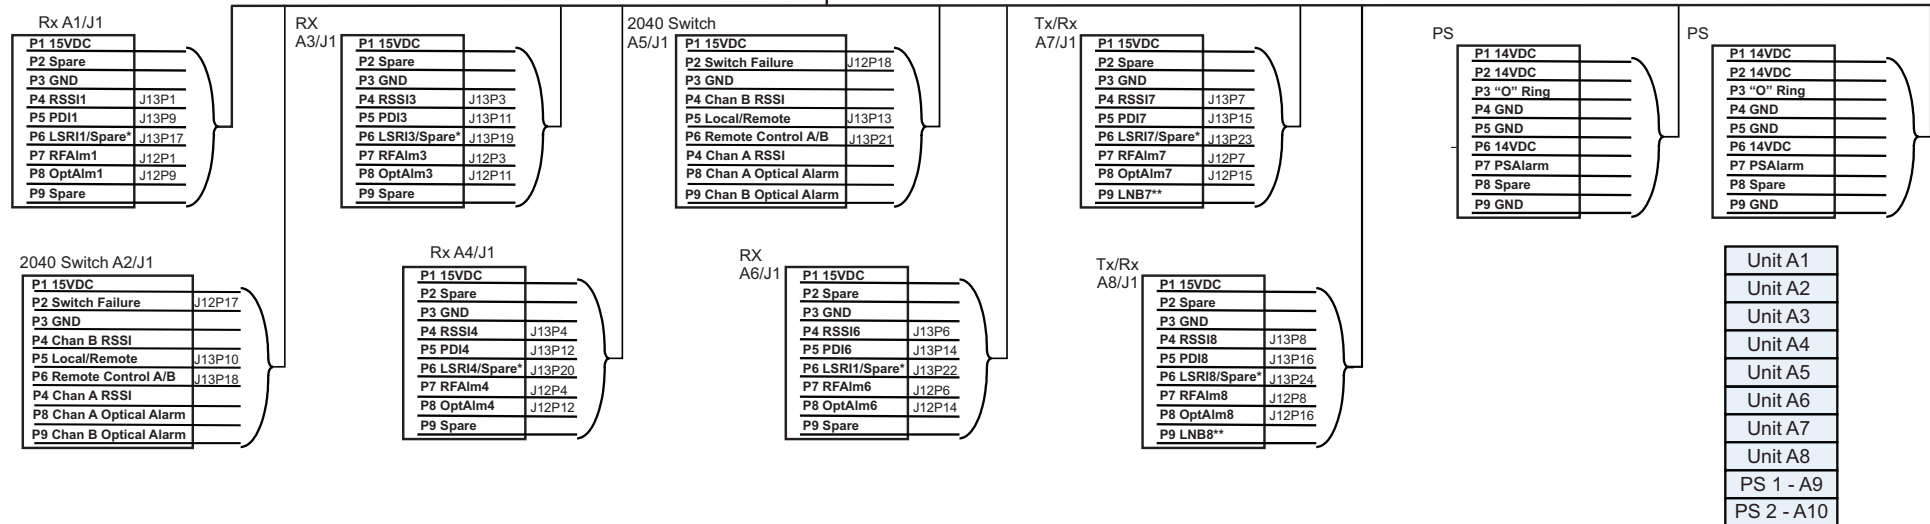 Rx A1/J1
P1 15VDC
P2 Spare
P3 GND
P4 RSSI1 J13P1
P5 PDI1 J13P9
P6 LSRI1/Spare* J13P17
P7 RFAlm1 J12P1
P8 OptAlm1 J12P9
P9 Spare
RX
A3/J1
P1 15VDC
P2 Spare
P3 GND
P4 RSSI3 J13P3
P5 PDI3 J13P11
P6 LSRI3/Spare* J13P19
P7 RFAlm3 J12P3
P8 OptAlm3 J12P11
P9 Spare
2040 Switch
A5/J1
P1 15VDC
P2 Switch Failure J12P18
P3 GND
P4 Chan B RSSI
P5 Local/Remote J13P13
P6 Remote Control A/B J13P21
P4 Chan A RSSI
P8 Chan A Optical Alarm
P9 Chan B Optical Alarm
Tx/Rx
A7/J1
P1 15VDC
P2 Spare
P3 GND
P4 RSSI7 J13P7
P5 PDI7 J13P15
P6 LSRI7/Spare* J13P23
P7 RFAlm7 J12P7
P8 OptAlm7 J12P15
P9 LNB7**
PS
P1 14VDC
P2 14VDC
P3 “O” Ring
P4 GND
P5 GND
P6 14VDC
P7 PSAlarm
P8 Spare
P9 GND
PS
P1 14VDC
P2 14VDC
P3 “O” Ring
P4 GND
P5 GND
P6 14VDC
P7 PSAlarm
P8 Spare
P9 GND
2040 Switch A2/J1
P1 15VDC
P2 Switch Failure J12P17
P3 GND
P4 Chan B RSSI
P5 Local/Remote J13P10
P6 Remote Control A/B J13P18
P4 Chan A RSSI
P8 Chan A Optical Alarm
P9 Chan B Optical Alarm
Rx A4/J1
P1 15VDC
P2 Spare
P3 GND
P4 RSSI4 J13P4
P5 PDI4 J13P12
P6 LSRI4/Spare* J13P20
P7 RFAlm4 J12P4
P8 OptAlm4 J12P12
P9 Spare
RX
A6/J1
P1 15VDC
P2 Spare
P3 GND
P4 RSSI6 J13P6
P5 PDI6 J13P14
P6 LSRI1/Spare* J13P22
P7 RFAlm6 J12P6
P8 OptAlm6 J12P14
P9 Spare
Tx/Rx
A8/J1
P1 15VDC
P2 Spare
P3 GND
P4 RSSI8 J13P8
P5 PDI8 J13P16
P6 LSRI8/Spare* J13P24
P7 RFAlm8 J12P8
P8 OptAlm8 J12P16
P9 LNB8**
Unit A1
Unit A2
Unit A3
Unit A4
Unit A5
Unit A6
Unit A7
Unit A8
PS 1 - A9
PS 2 - A10